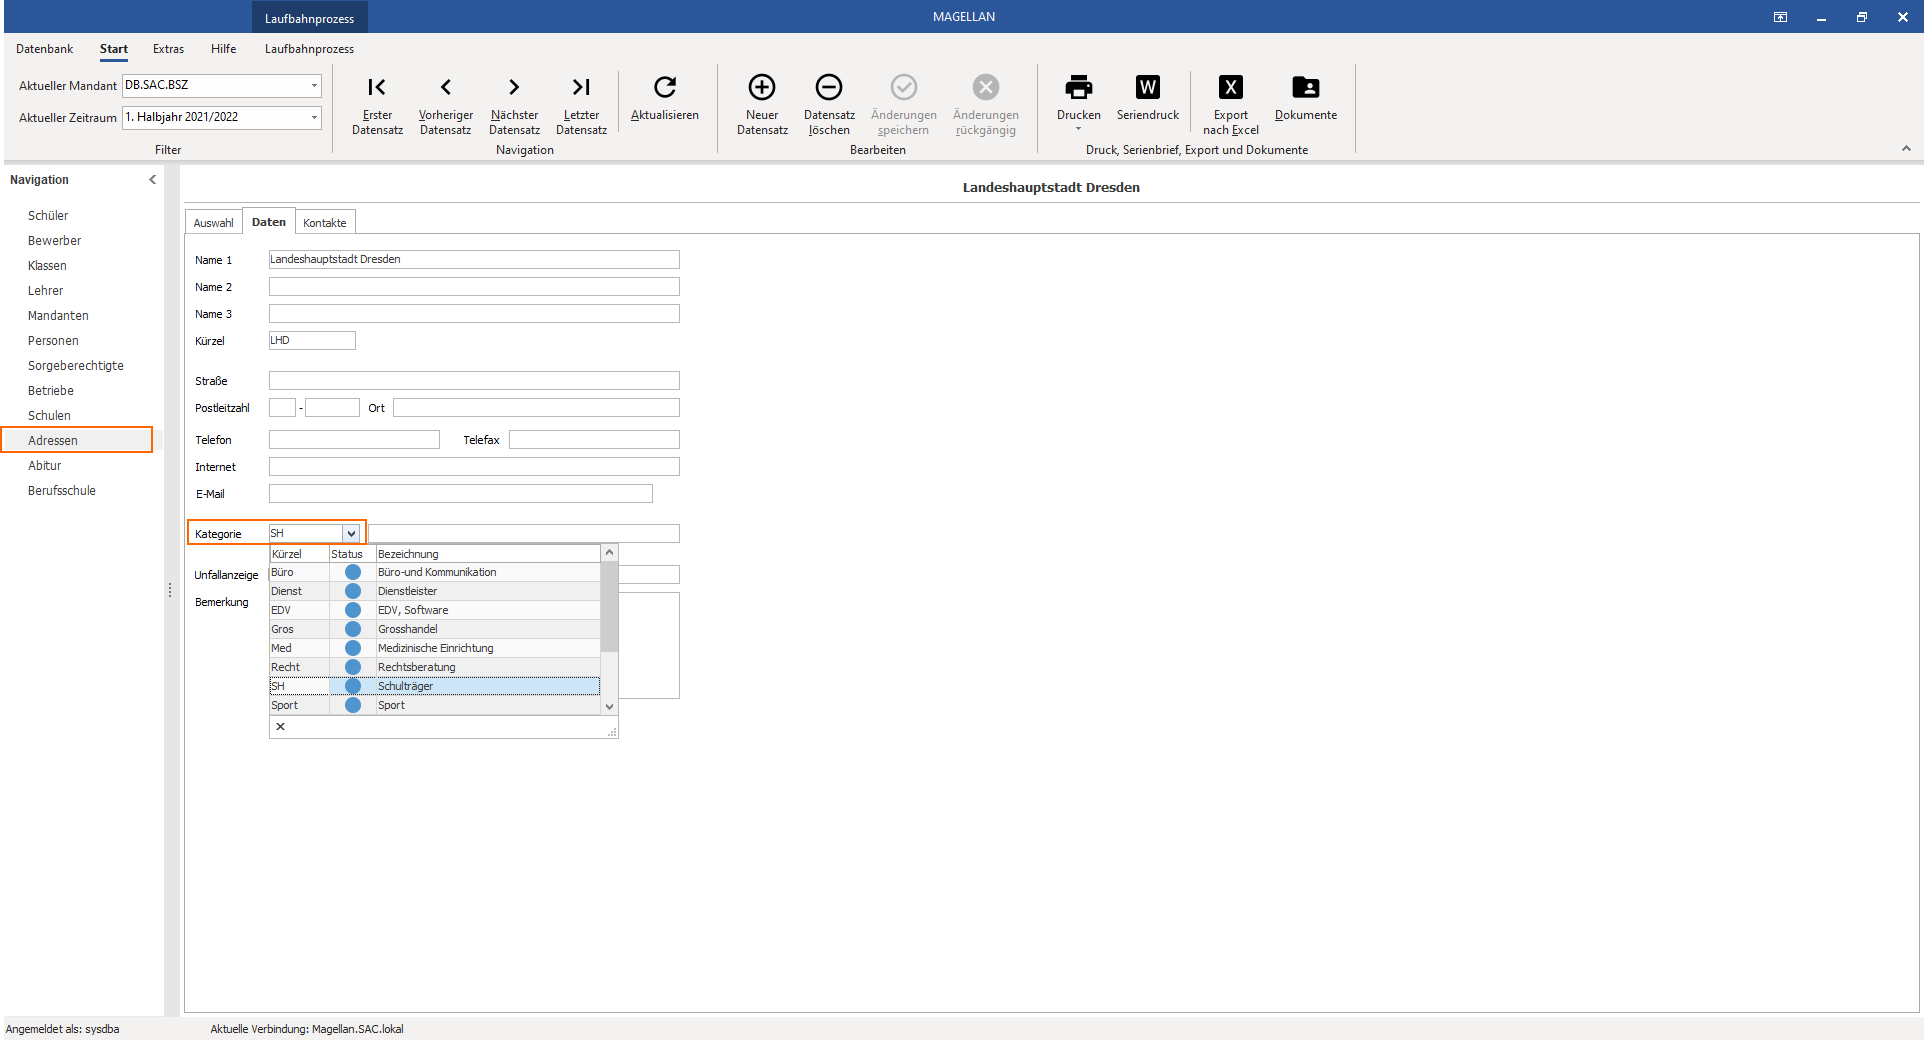 Laufbahnprozess
MAGELLAN
Datenbank Start Extras Hilfe Laufbahnprozess
Aktueller Mandant DB.SAC.BSZ
Aktueller Zeitraum 1. Halbjahr 2021/2022
Filter
Erster Datensatz
Vorheriger Datensatz
Nächster Datensatz
Letzter Datensatz
Aktualisieren
Navigation
Neuer Datensatz
Datensatz löschen
Änderungen speichern
Änderungen rückgängig
Bearbeiten
Drucken
W
Seriendruck
X
Export nach Excel
Dokumente
Druck, Serienbrief, Export und Dokumente
Navigation
Schüler
Bewerber
Klassen
Lehrer
Mandanten
Personen
Sorgeberechtigte
Betriebe
Schulen
Adressen
Abitur
Berufsschule
Landeshauptstadt Dresden
Auswahl Daten Kontakte
Name 1 Landeshauptstadt Dresden
Name 2
Name 3
Kürzel LHD
Straße
Postleitzahl - Ort
Telefon Telefax
Internet
E-Mail
Kategorie SH
Kürzel Status Bezeichnung
Büro Büro-und Kommunikation
Dienst Dienstleister
EDV EDV, Software
Gros Grosshandel
Med Medizinische Einrichtung
Recht Rechtsberatung
SH Schulträger
Sport Sport
Unfallanzeige
Bemerkung
Angemeldet als: sysdba Aktuelle Verbindung: Magellan.SAC.lokal